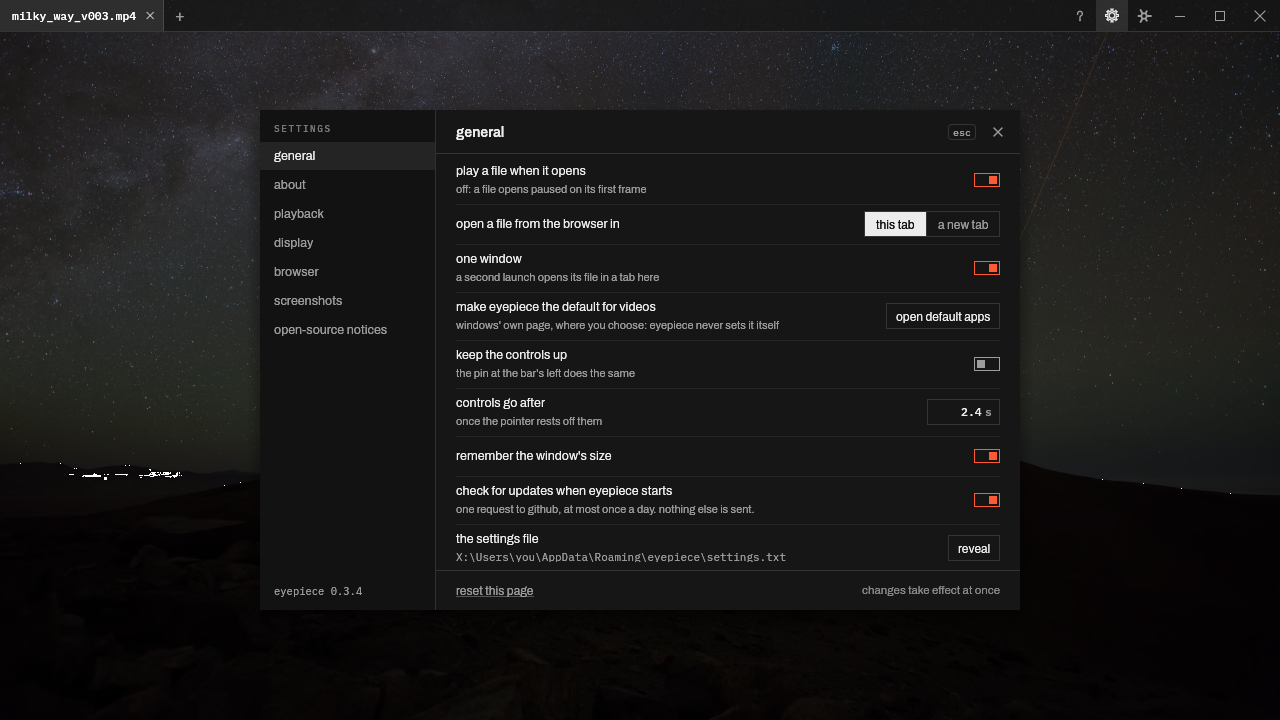 milky_way_v003.mp4
?
SETTINGS
general
about
playback
display
browser
screenshots
open-source notices
eyepiece 0.3.4
general
esc
play a file when it opens
off: a file opens paused on its first frame
open a file from the browser in
this tab
a new tab
one window
a second launch opens its file in a tab here
make eyepiece the default for videos
windows' own page, where you choose: eyepiece never sets it itself
open default apps
keep the controls up
the pin at the bar's left does the same
controls go after
once the pointer rests off them
2.4 s
remember the window's size
check for updates when eyepiece starts
one request to github, at most once a day. nothing else is sent.
the settings file
X:\Users\you\AppData\Roaming\eyepiece\settings.txt
reveal
reset this page
changes take effect at once